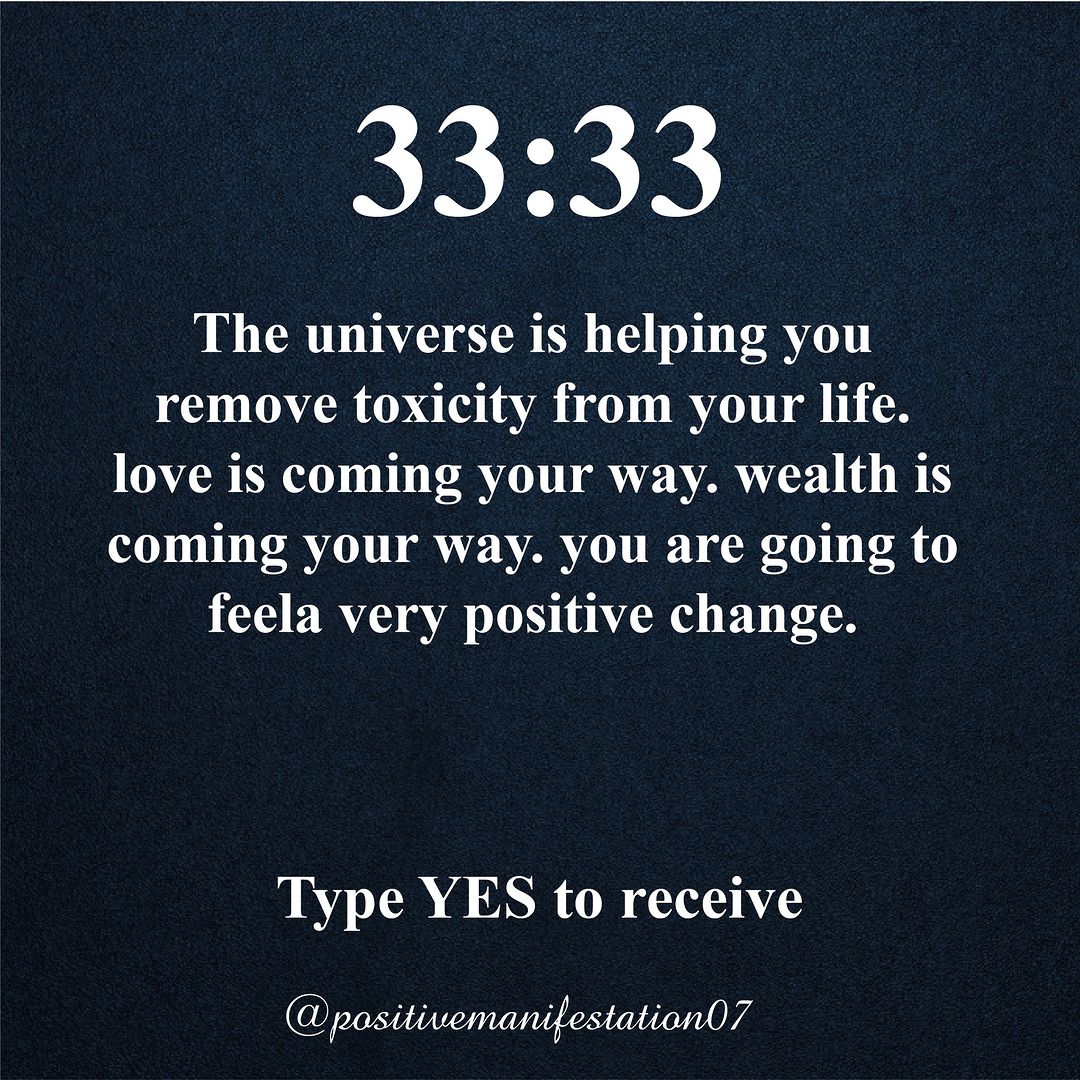 33:33
The universe is helping you
remove toxicity from your life.
love is coming your way. wealth is
coming your way. you are going to
feela very positive change.
Type YES to receive
@positivemanifestation07